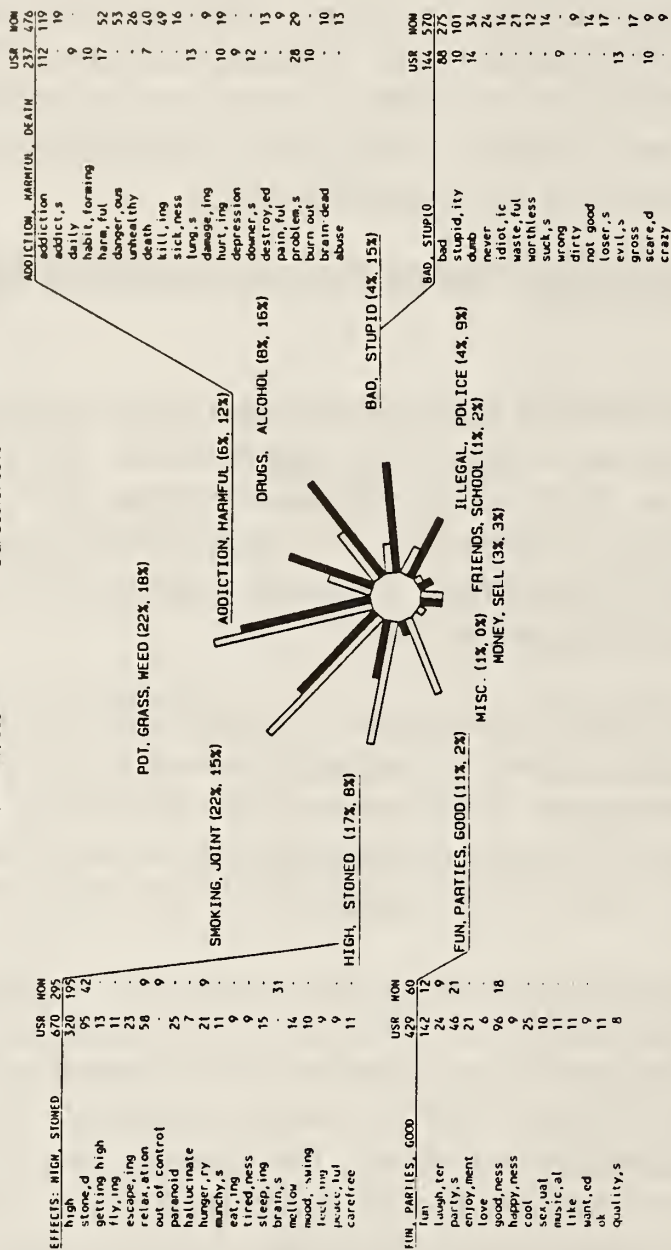 EFFECTS: HIGH, STONED USR NON
670 295
high 320 195
stone,d 95 42
getting high 13 .
fly,ing 11 .
escape,ing 23 .
relax,ation 58 9
out of control . 9
paranoid 25 .
hallucinate 7 .
hunger,ry 21 9
munchy,s 11 .
eat,ing 9 .
tired,ness 9 .
sleep,ing 15 .
brain,s . 31
mellow 14 .
mood,-swing 10 .
feel,ing 9 .
peace,ful 9 .
carefree 11 .
ADDICTION, HARMFUL, DEATH USR NON
237 476
addiction 112 119
addict,s . 19
daily 9 .
habit,forming 10 .
harm,ful 17 52
danger,ous . 53
unhealthy . 26
death 7 40
kill,ing . 49
sick,ness . 16
lung,s 13 .
damage,ing . 9
hurt,ing 10 19
depression 9 .
downer,s 12 .
destroy,ed . 13
pain,ful . 9
problem,s 28 29
burn out 10 .
brain-dead . 10
abuse . 13
POT, GRASS, WEED (22%, 18%)
SMOKING, JOINT (22%, 15%)
ADDICTION, HARMFUL (6%, 12%)
DRUGS, ALCOHOL (8%, 16%)
HIGH, STONED (17%, 8%)
BAD, STUPID (4%, 15%)
FUN, PARTIES, GOOD (11%, 2%)
ILLEGAL, POLICE (4%, 9%)
MISC. (1%, 0%)
FRIENDS, SCHOOL (1%, 2%)
MONEY, SELL (3%, 3%)
FUN, PARTIES, GOOD USR NON
429 60
fun 142 12
laugh,ter 24 9
party,s 46 21
enjoy,ment 21 .
love 6 .
good,ness 96 18
happy,ness 9 .
cool 25 .
sex,ual 10 .
music,al 11 .
like 11 .
want,ed 9 .
ok 11 .
quality,s 8
BAD, STUPID USR NON
144 570
bad 88 275
stupid,ity 10 101
dumb 14 34
never . 24
idiot,ic . 14
waste,ful . 21
worthless . 12
suck,s . 14
wrong 9 .
dirty . 9
not good . 14
loser,s . 17
evil,s 13 .
gross . 17
scare,d 10 9
crazy . 9